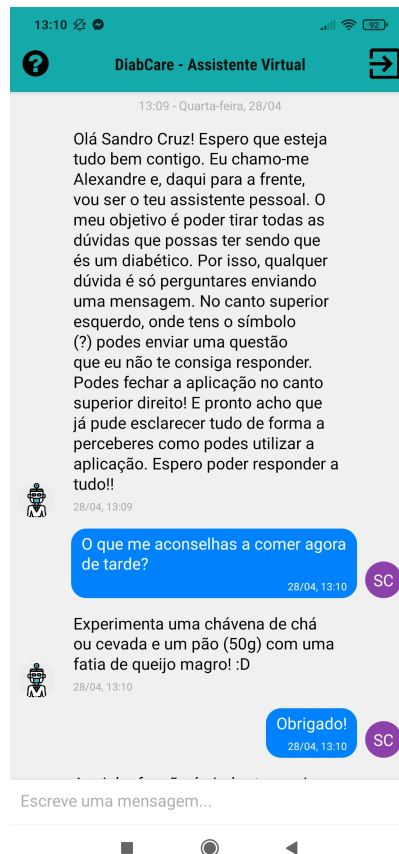 13:10
92
DiabCare - Assistente Virtual
13:09 - Quarta-feira, 28/04
Olá Sandro Cruz! Espero que esteja
tudo bem contigo. Eu chamo-me
Alexandre e, daqui para a frente,
vou ser o teu assistente pessoal. O
meu objetivo é poder tirar todas as
dúvidas que possas ter sendo que
és um diabético. Por isso, qualquer
dúvida é só perguntares enviando
uma mensagem. No canto superior
esquerdo, onde tens o símbolo
(?) podes enviar uma questão
que eu não te consiga responder.
Podes fechar a aplicação no canto
superior direito! E pronto acho que
já pude esclarecer tudo de forma a
perceberes como podes utilizar a
aplicação. Espero poder responder a
tudo!!
28/04, 13:09
O que me aconselhas a comer agora
de tarde?
28/04, 13:10
SC
Experimenta uma chávena de chá
ou cevada e um pão (50g) com uma
fatia de queijo magro! :D
28/04, 13:10
Obrigado!
28/04, 13:10
SC
Escreve uma mensagem...